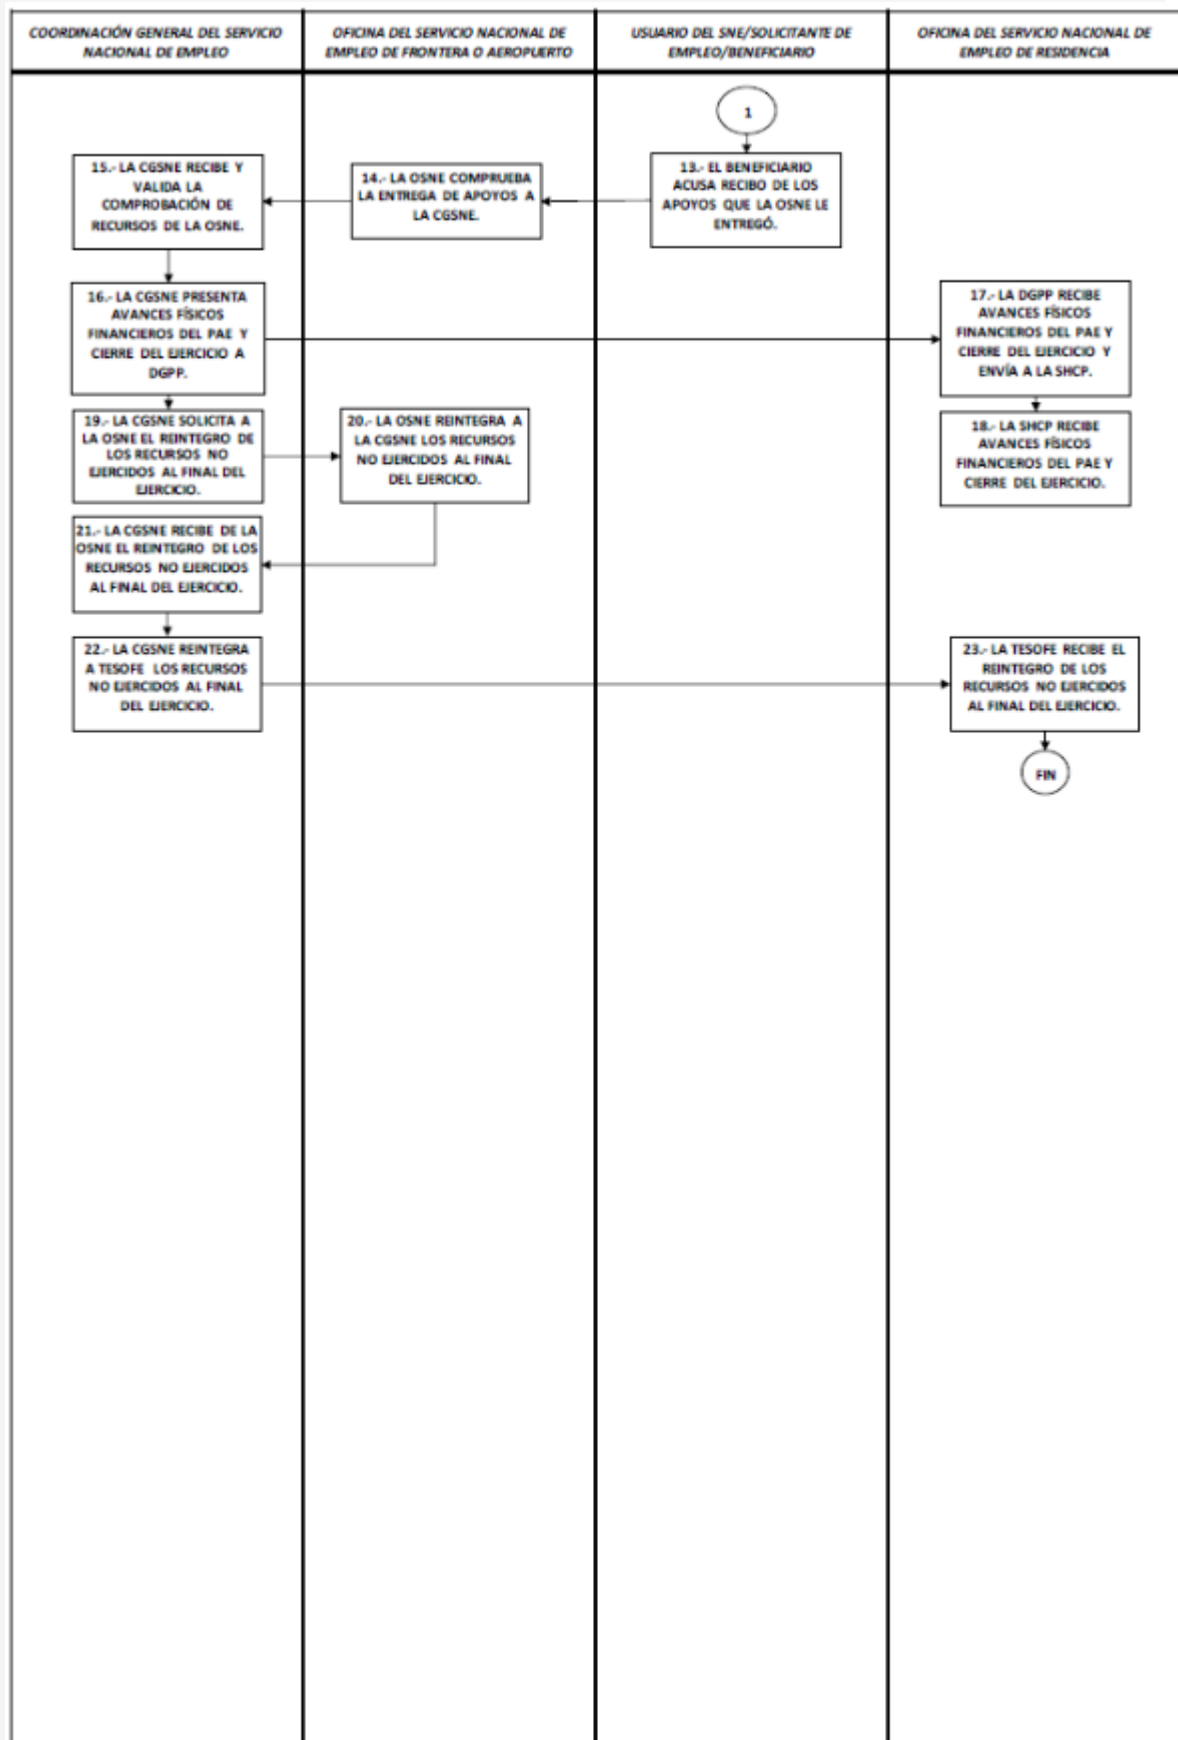 COORDINACIÓN GENERAL DEL SERVICIO
NACIONAL DE EMPLEO
OFICINA DEL SERVICIO NACIONAL DE
EMPLEO DE FRONTERA O AEROPUERTO
USUARIO DEL SNE/SOLICITANTE DE
EMPLEO/BENEFICIARIO
OFICINA DEL SERVICIO NACIONAL DE
EMPLEO DE RESIDENCIA
1
13.- EL BENEFICIARIO
ACUSA RECIBO DE LOS
APOYOS QUE LA OSNE LE
ENTREGÓ.
14.- LA OSNE COMPRUEBA
LA ENTREGA DE APOYOS A
LA CGSNE.
15.- LA CGSNE RECIBE Y
VALIDA LA
COMPROBACIÓN DE
RECURSOS DE LA OSNE.
16.- LA CGSNE PRESENTA
AVANCES FÍSICOS
FINANCIEROS DEL PAE Y
CIERRE DEL EJERCICIO A
DGPP.
17.- LA DGPP RECIBE
AVANCES FÍSICOS
FINANCIEROS DEL PAE Y
CIERRE DEL EJERCICIO Y
ENVÍA A LA SHCP.
18.- LA SHCP RECIBE
AVANCES FÍSICOS
FINANCIEROS DEL PAE Y
CIERRE DEL EJERCICIO.
19.- LA CGSNE SOLICITA A
LA OSNE EL REINTEGRO DE
LOS RECURSOS NO
EJERCIDOS AL FINAL DEL
EJERCICIO.
20.- LA OSNE REINTEGRA A
LA CGSNE LOS RECURSOS
NO EJERCIDOS AL FINAL
DEL EJERCICIO.
21.- LA CGSNE RECIBE DE LA
OSNE EL REINTEGRO DE LOS
RECURSOS NO EJERCIDOS
AL FINAL DEL EJERCICIO.
22.- LA CGSNE REINTEGRA
A TESOFE LOS RECURSOS
NO EJERCIDOS AL FINAL
DEL EJERCICIO.
23.- LA TESOFE RECIBE EL
REINTEGRO DE LOS
RECURSOS NO EJERCIDOS
AL FINAL DEL EJERCICIO.
FIN